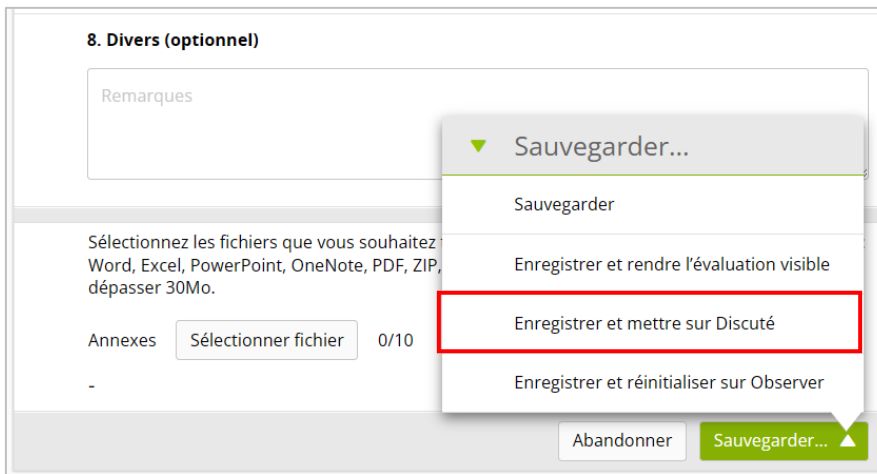 8. Divers (optionnel)
Remarques
Sauvegarder...
Sauvegarder
Enregistrer et rendre l’évaluation visible
Enregistrer et mettre sur Discuté
Enregistrer et réinitialiser sur Observer
Sélectionnez les fichiers que vous souhaitez
Word, Excel, PowerPoint, OneNote, PDF, ZIP,
dépasser 30Mo.
Annexes Sélectionner fichier 0/10
-
Abandonner Sauvegarder...